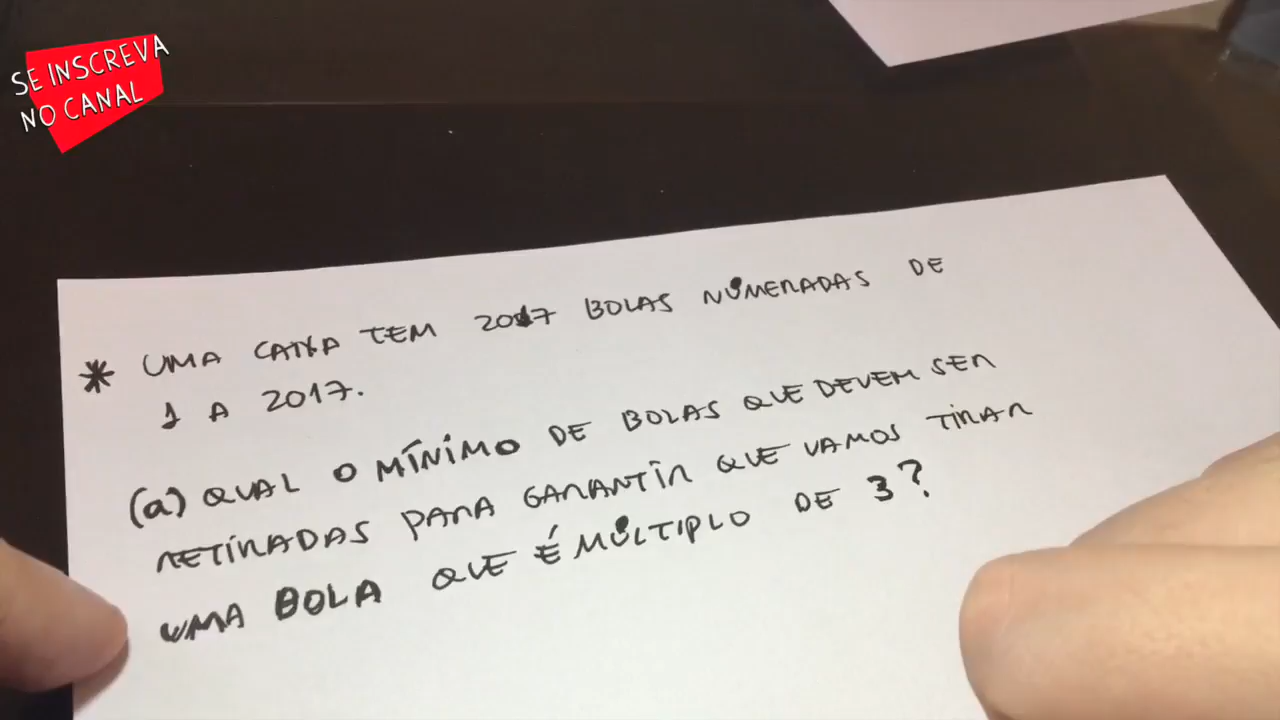 SE INSCREVA
NO CANAL
* UMA CAIXA TEM 2017 BOLAS NÚMERADAS DE
1 A 2017.
(a) QUAL O MÍNIMO DE BOLAS QUE DEVEM SER
RETIRADAS PARA GARANTIR QUE VAMOS TIRAR
UMA BOLA QUE É MÚLTIPLO DE 3?